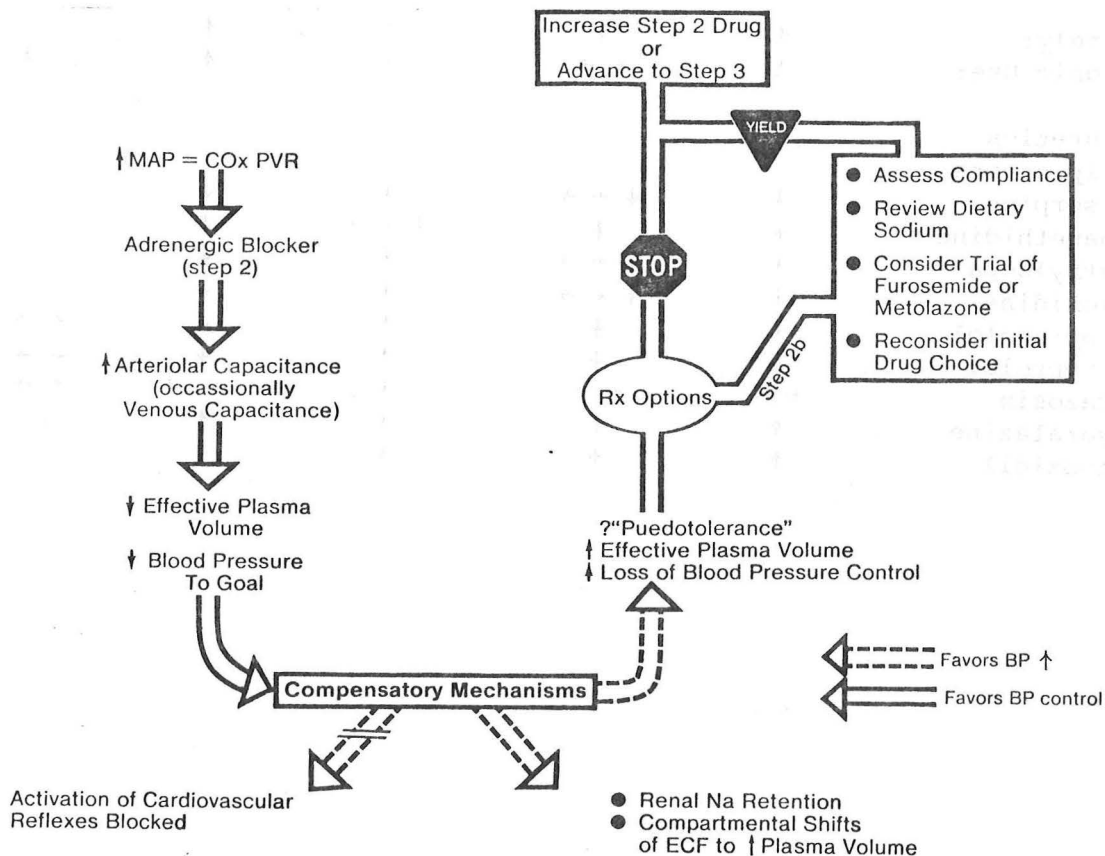 Increase Step 2 Drug
or
Advance to Step 3
YIELD
● Assess Compliance
● Review Dietary
Sodium
● Consider Trial of
Furosemide or
Metolazone
● Reconsider initial
Drug Choice
STOP
Step 2b
Rx Options
↑ MAP = COx PVR
Adrenergic Blocker
(step 2)
↑ Arteriolar Capacitance
(occassionally
Venous Capacitance)
↓ Effective Plasma
Volume
↓ Blood Pressure
To Goal
?"Puedotolerance"
↑ Effective Plasma Volume
↑ Loss of Blood Pressure Control
Compensatory Mechanisms
Favors BP ↑
Favors BP control
Activation of Cardiovascular
Reflexes Blocked
● Renal Na Retention
● Compartmental Shifts
of ECF to ↑ Plasma Volume